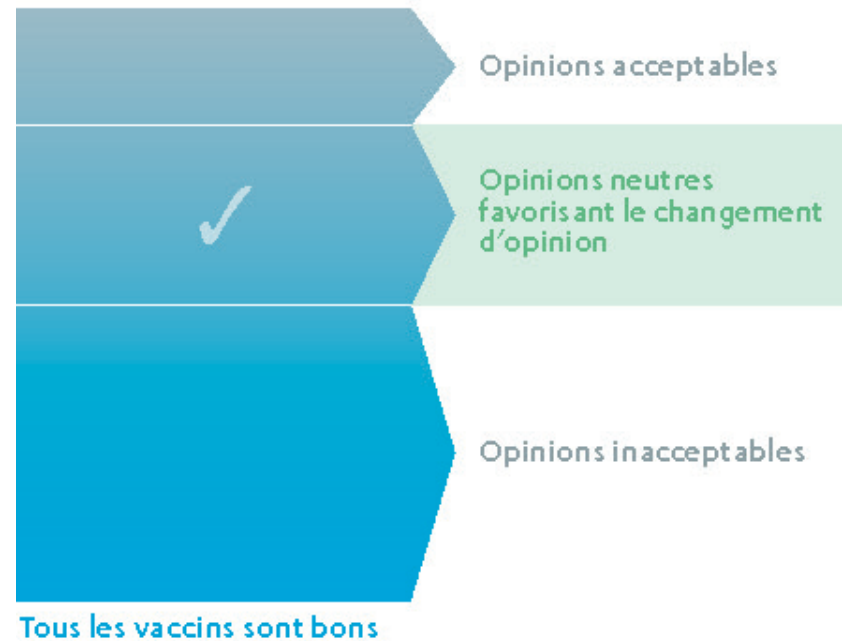 Opinions acceptables
Opinions neutres
favorisant le changement
d'opinion
Opinions inacceptables
Tous les vaccins sont bons